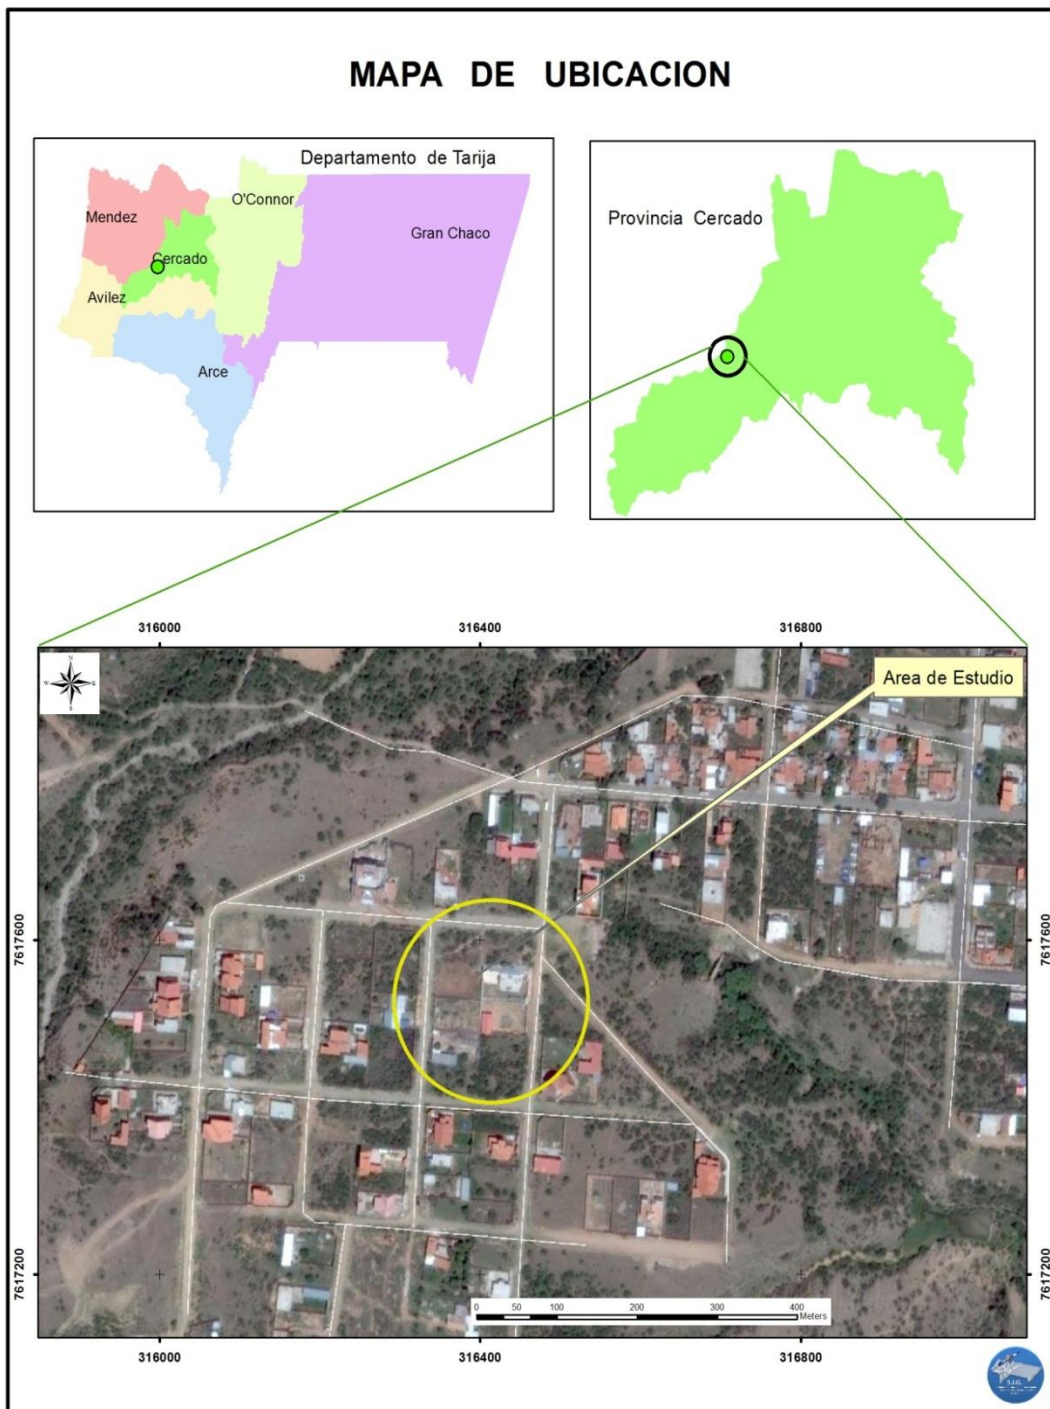 MAPA DE UBICACION
Departamento de Tarija
O'Connor
Mendez
Gran Chaco
Cercado
Avilez
Arce
Provincia Cercado
316000 316400 316800
N
W E
S
Area de Estudio
7617600 7617600
7617200 7617200
0 50 100 200 300 400
Meters
316000 316400 316800
S.I.G.